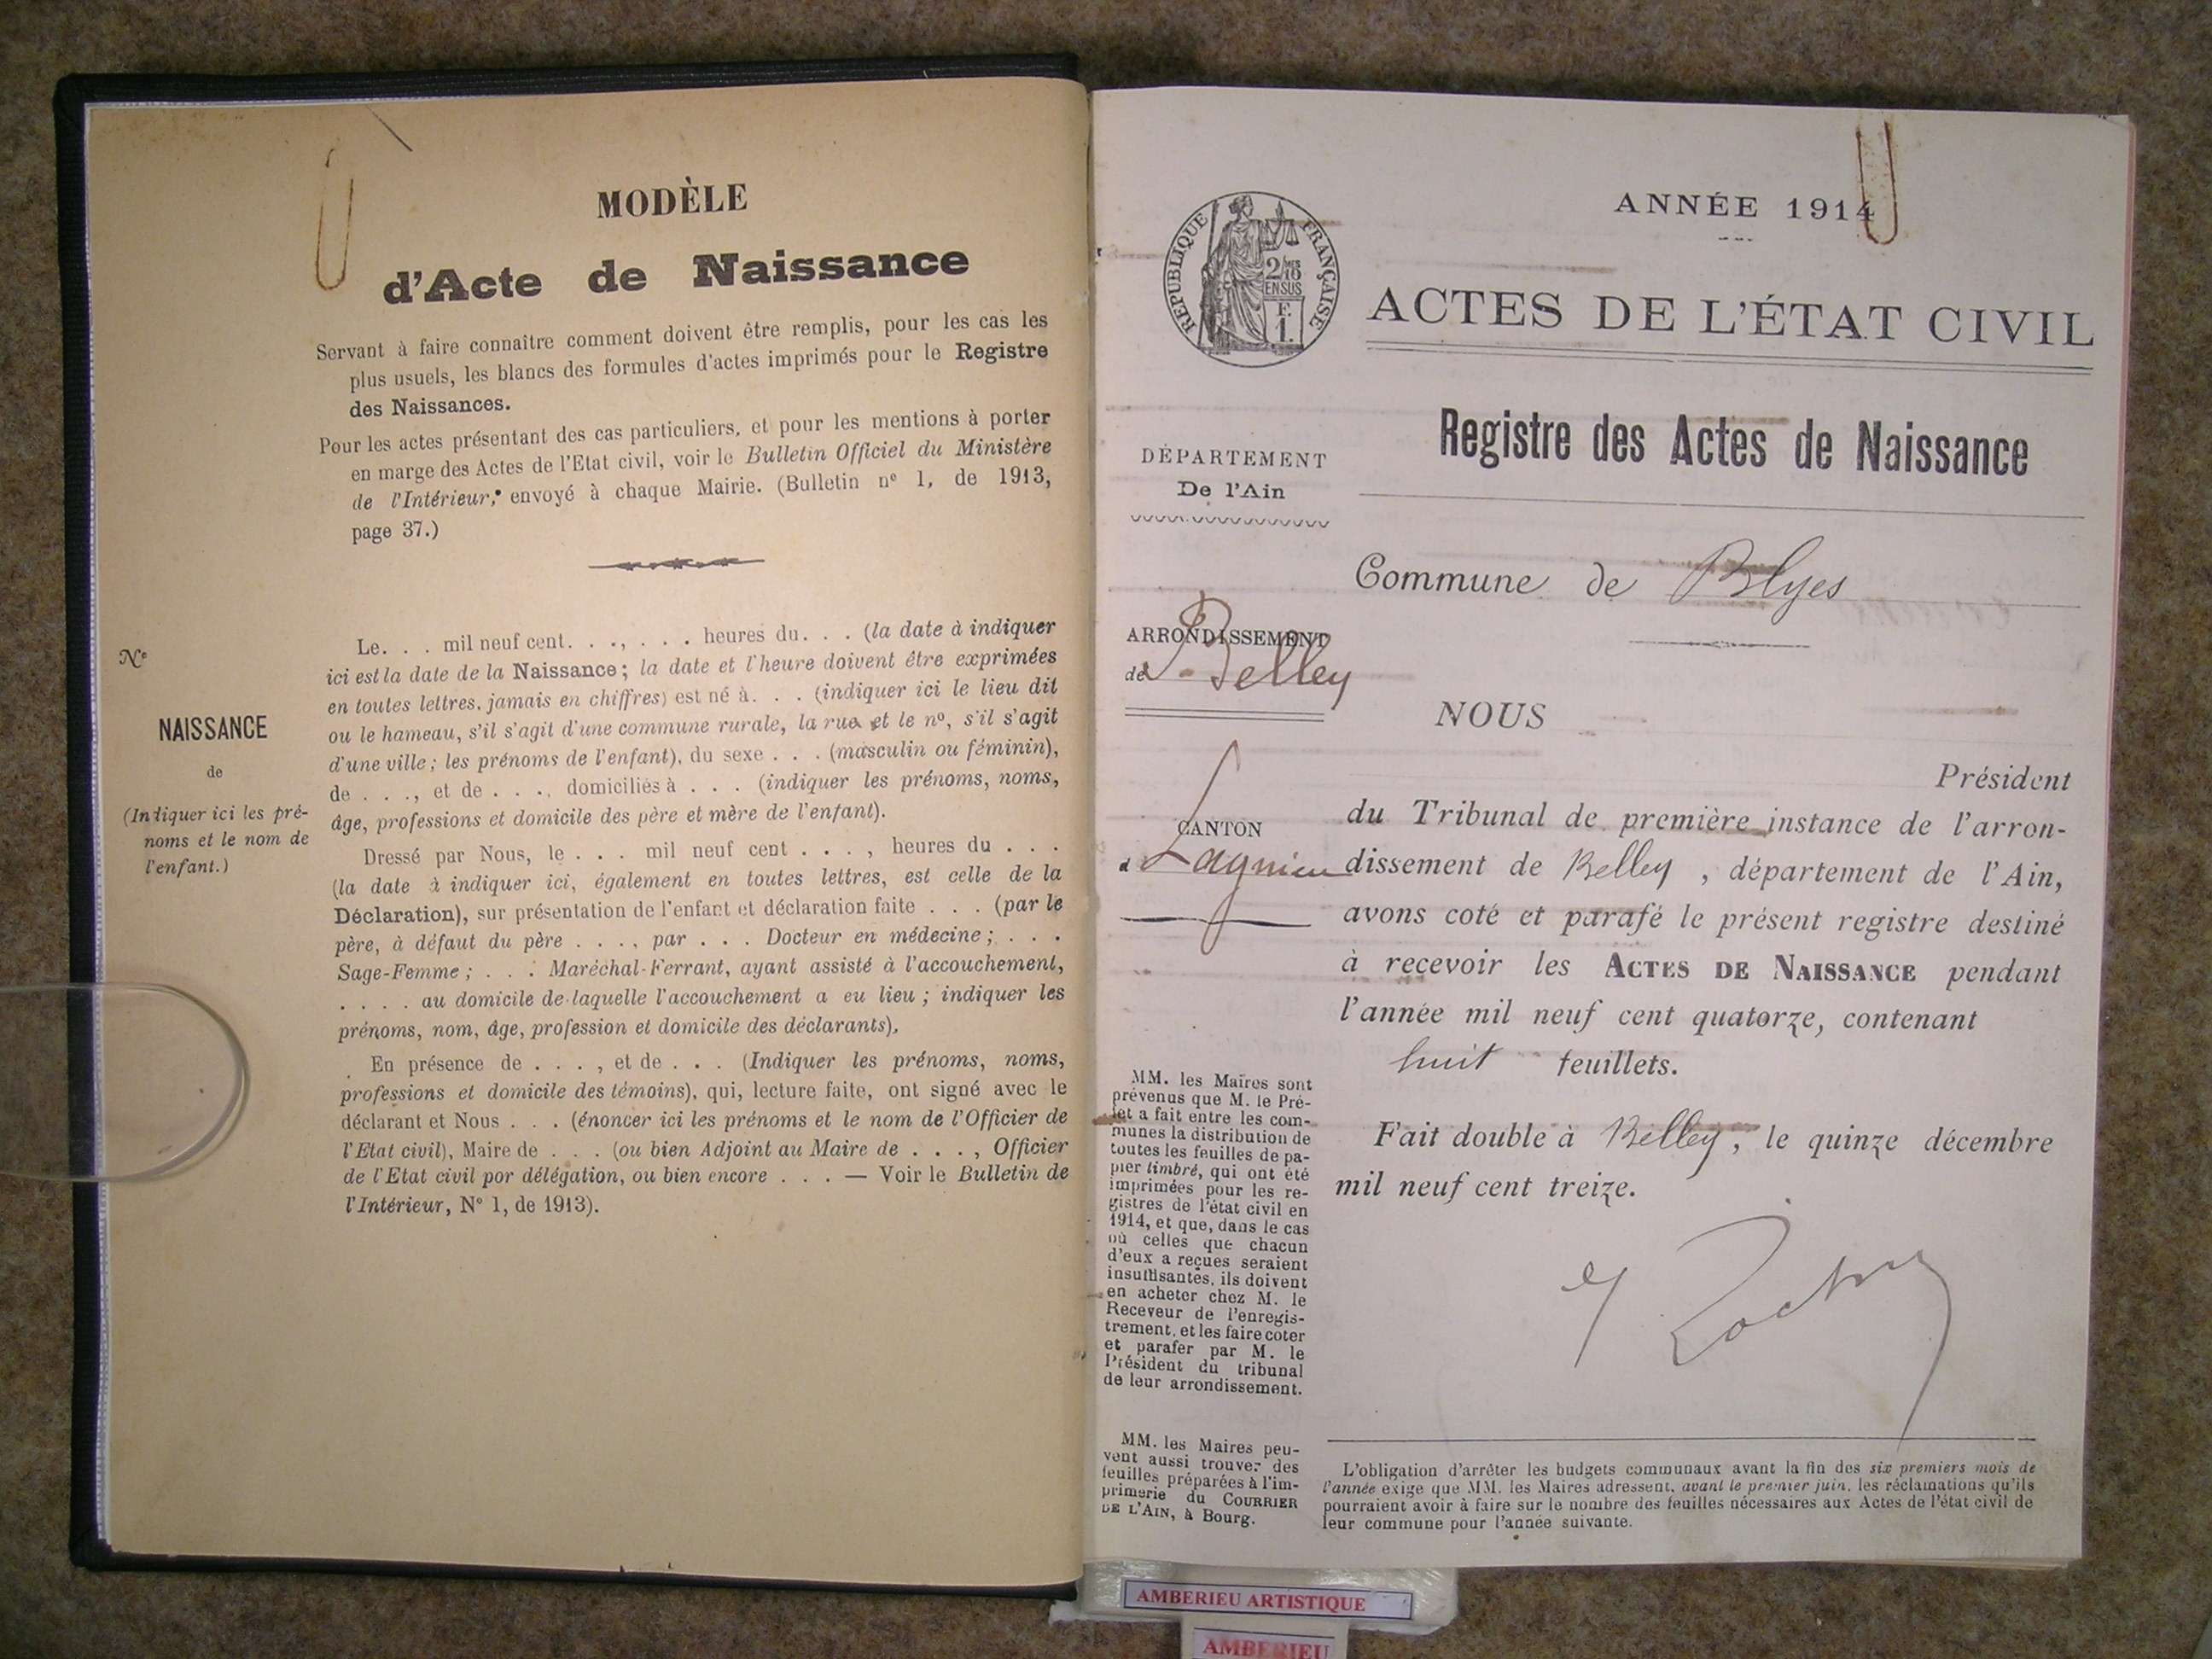 MODÈLE
d'Acte de Naissance
Servant à faire connaître comment doivent être remplis, pour les cas les
plus usuels, les blancs des formules d'actes imprimés pour le Registre
des Naissances.
Pour les actes présentant des cas particuliers, et pour les mentions à porter
en marge des Actes de l'Etat civil, voir le Bulletin Officiel du Ministère
de l'Intérieur, envoyé à chaque Mairie. (Bulletin n° 1, de 1913,
page 37.)
N°
NAISSANCE
de
(Indiquer ici les pré-
noms et le nom de
l'enfant.)
Le. . . mil neuf cent. . ., . . . heures du. . . (la date à indiquer
ici est la date de la Naissance; la date et l'heure doivent être exprimées
en toutes lettres, jamais en chiffres) est né à. . . (indiquer ici le lieu dit
ou le hameau, s'il s'agit d'une commune rurale, la rue et le n°, s'il s'agit
d'une ville; les prénoms de l'enfant), du sexe . . . (masculin ou féminin),
de . . ., et de . . ., domiciliés à . . . (indiquer les prénoms, noms,
âge, professions et domicile des père et mère de l'enfant).
Dressé par Nous, le . . . mil neuf cent . . . , heures du . . .
(la date à indiquer ici, également en toutes lettres, est celle de la
Déclaration), sur présentation de l'enfant et déclaration faite . . . (par le
père, à défaut du père . . ., par . . . Docteur en médecine; . . .
Sage-Femme; . . . Maréchal-Ferrant, ayant assisté à l'accouchement,
. . . . au domicile de laquelle l'accouchement a eu lieu; indiquer les
prénoms, nom, âge, profession et domicile des déclarants),
En présence de . . . , et de . . . (Indiquer les prénoms, noms,
professions et domicile des témoins), qui, lecture faite, ont signé avec le
déclarant et Nous . . . (énoncer ici les prénoms et le nom de l'Officier de
l'Etat civil), Maire de . . . (ou bien Adjoint au Maire de . . . , Officier
de l'Etat civil por délégation, ou bien encore . . . — Voir le Bulletin de
l'Intérieur, N° 1, de 1913).
ANNÉE 1914
RÉPUBLIQUE FRANÇAISE
2/10 MES
EN SUS
F.
1.
ACTES DE L'ÉTAT CIVIL
Registre des Actes de Naissance
DÉPARTEMENT
De l'Ain
Commune de Blyes
ARRONDISSEMENT
de Belley
NOUS
Président
CANTON
d Lagnieu
du Tribunal de première instance de l'arron-
dissement de Belley , département de l'Ain,
avons coté et parafé le présent registre destiné
à recevoir les ACTES DE NAISSANCE pendant
l'année mil neuf cent quatorze, contenant
huit feuillets.
Fait double à Belley, le quinze décembre
mil neuf cent treize.
MM. les Maires sont
prévenus que M. le Pré-
fet a fait entre les com-
munes la distribution de
toutes les feuilles de pa-
pier timbré, qui ont été
imprimées pour les re-
gistres de l'état civil en
1914, et que, dans le cas
où celles que chacun
d'eux a reçues seraient
insuffisantes, ils doivent
en acheter chez M. le
Receveur de l'enregis-
trement, et les faire coter
et parafer par M. le
Président du tribunal
de leur arrondissement.
MM. les Maires peu-
vent aussi trouver des
feuilles préparées à l'im-
primerie du COURRIER
DE L'AIN, à Bourg.
L'obligation d'arrêter les budgets communaux avant la fin des six premiers mois de
l'année exige que MM. les Maires adressent, avant le premier juin, les réclamations qu'ils
pourraient avoir à faire sur le nombre des feuilles nécessaires aux Actes de l'état civil de
leur commune pour l'année suivante.
AMBERIEU ARTISTIQUE
AMBERIEU